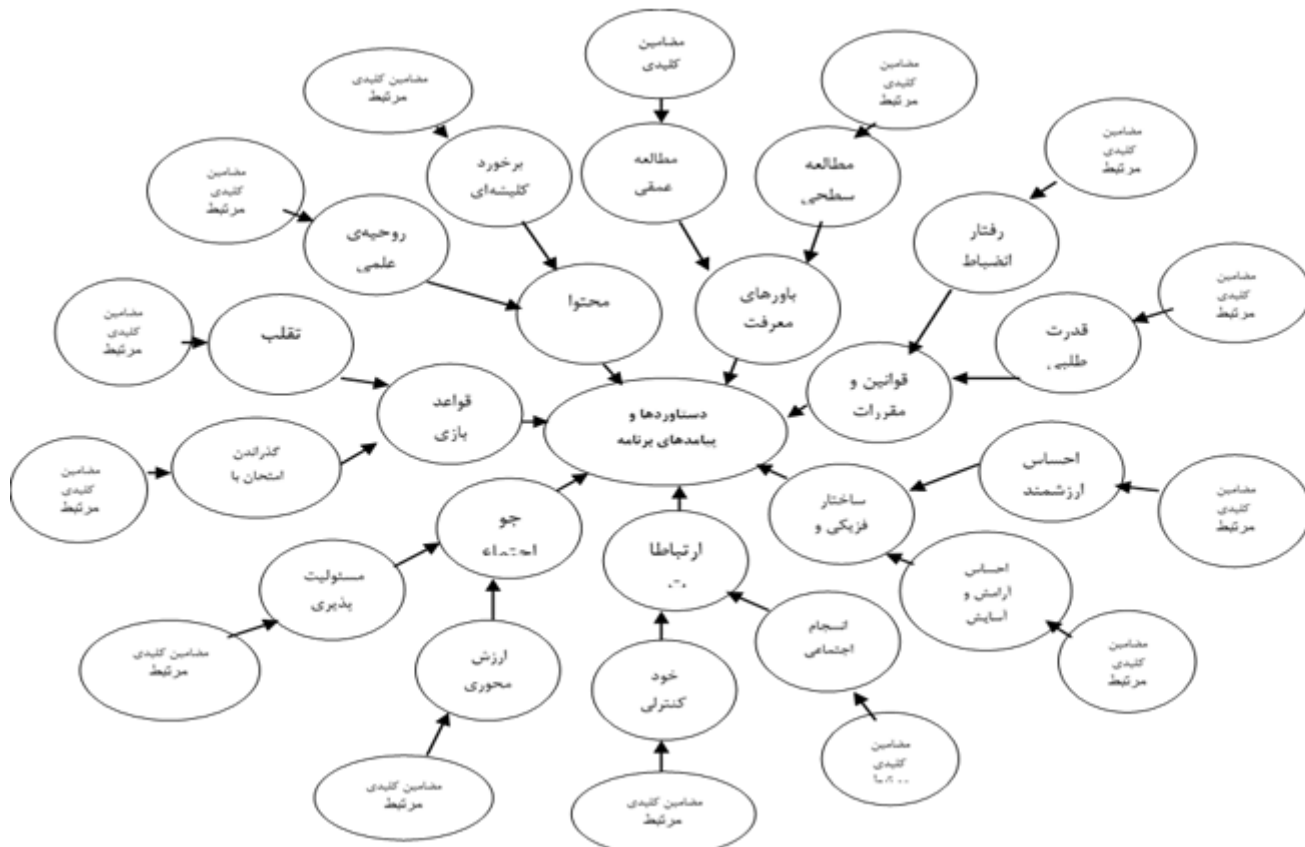 مضامین
کلیدی
مضامین کلیدی
مرتبط
مضامین
کلیدی
مرتبط
مضامین
کلیدی
مرتبط
برخورد
کلیشه‌ای
مطالعه
عمقی
مطالعه
سطحی
مضامین
کلیدی
مرتبط
روحیه‌ی
علمی
رفتار
انضباط
محتوا
باورهای
معرفت
مضامین
کلیدی
مرتبط
مضامین
کلیدی
مرتبط
تقلب
قدرت
طلبی
قوانین و
مقررات
قواعد
بازی
دستاوردها و
پیامدهای برنامه
گذراندن
امتحان با
مضامین
کلیدی
مرتبط
احساس
ارزشمند
مضامین
کلیدی
مرتبط
ساختار
فزیکی و
جو
ارتباطا
مسئولیت
پذیری
احساس
آرامش و
آسایش
انسجام
اجتماعی
مضامین کلیدی
مرتبط
ارزش
محوری
خود
کنترلی
مضامین
کلیدی
مرتبط
مضامین
کلیدی
مضامین کلیدی
مرتبط
مضامین کلیدی
مرتبط